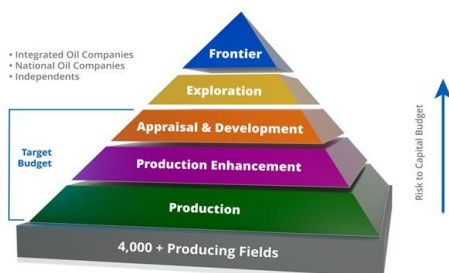 Frontier
• Integrated Oil Companies
• National Oil Companies
• Independents
Exploration
Appraisal & Development
Target
Budget
Production Enhancement
Production
4,000 + Producing Fields
Risk to Capital Budget